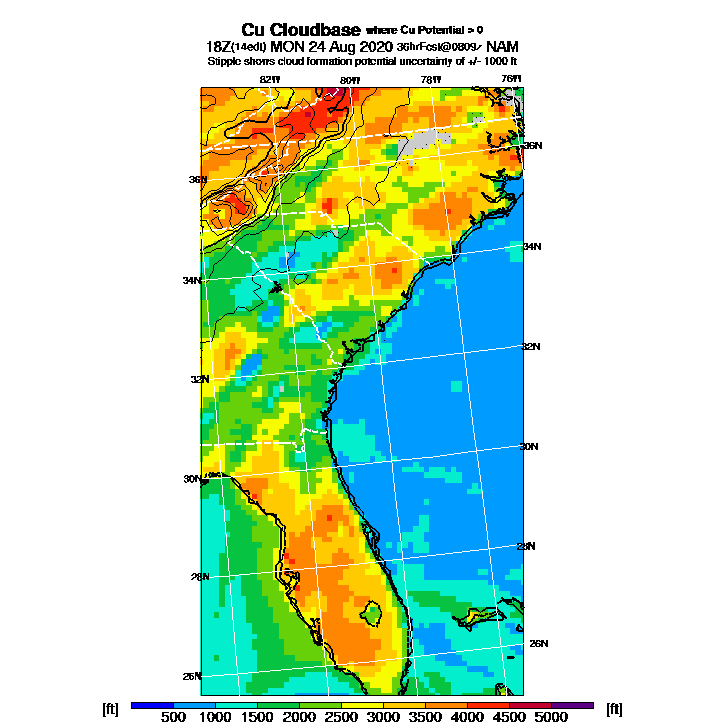 Cu Cloudbase where Cu Potential > 0
18Z(14edt) MON 24 Aug 2020 36hrFcst@0809z NAM
Stipple shows cloud formation potential uncertainty of +/- 1000 ft
82W 80W 78W 76W
36N
36N
34N
34N
32N
32N
30N
30N
28N
28N
26N
26N
[ft] 500 1000 1500 2000 2500 3000 3500 4000 4500 5000 [ft]